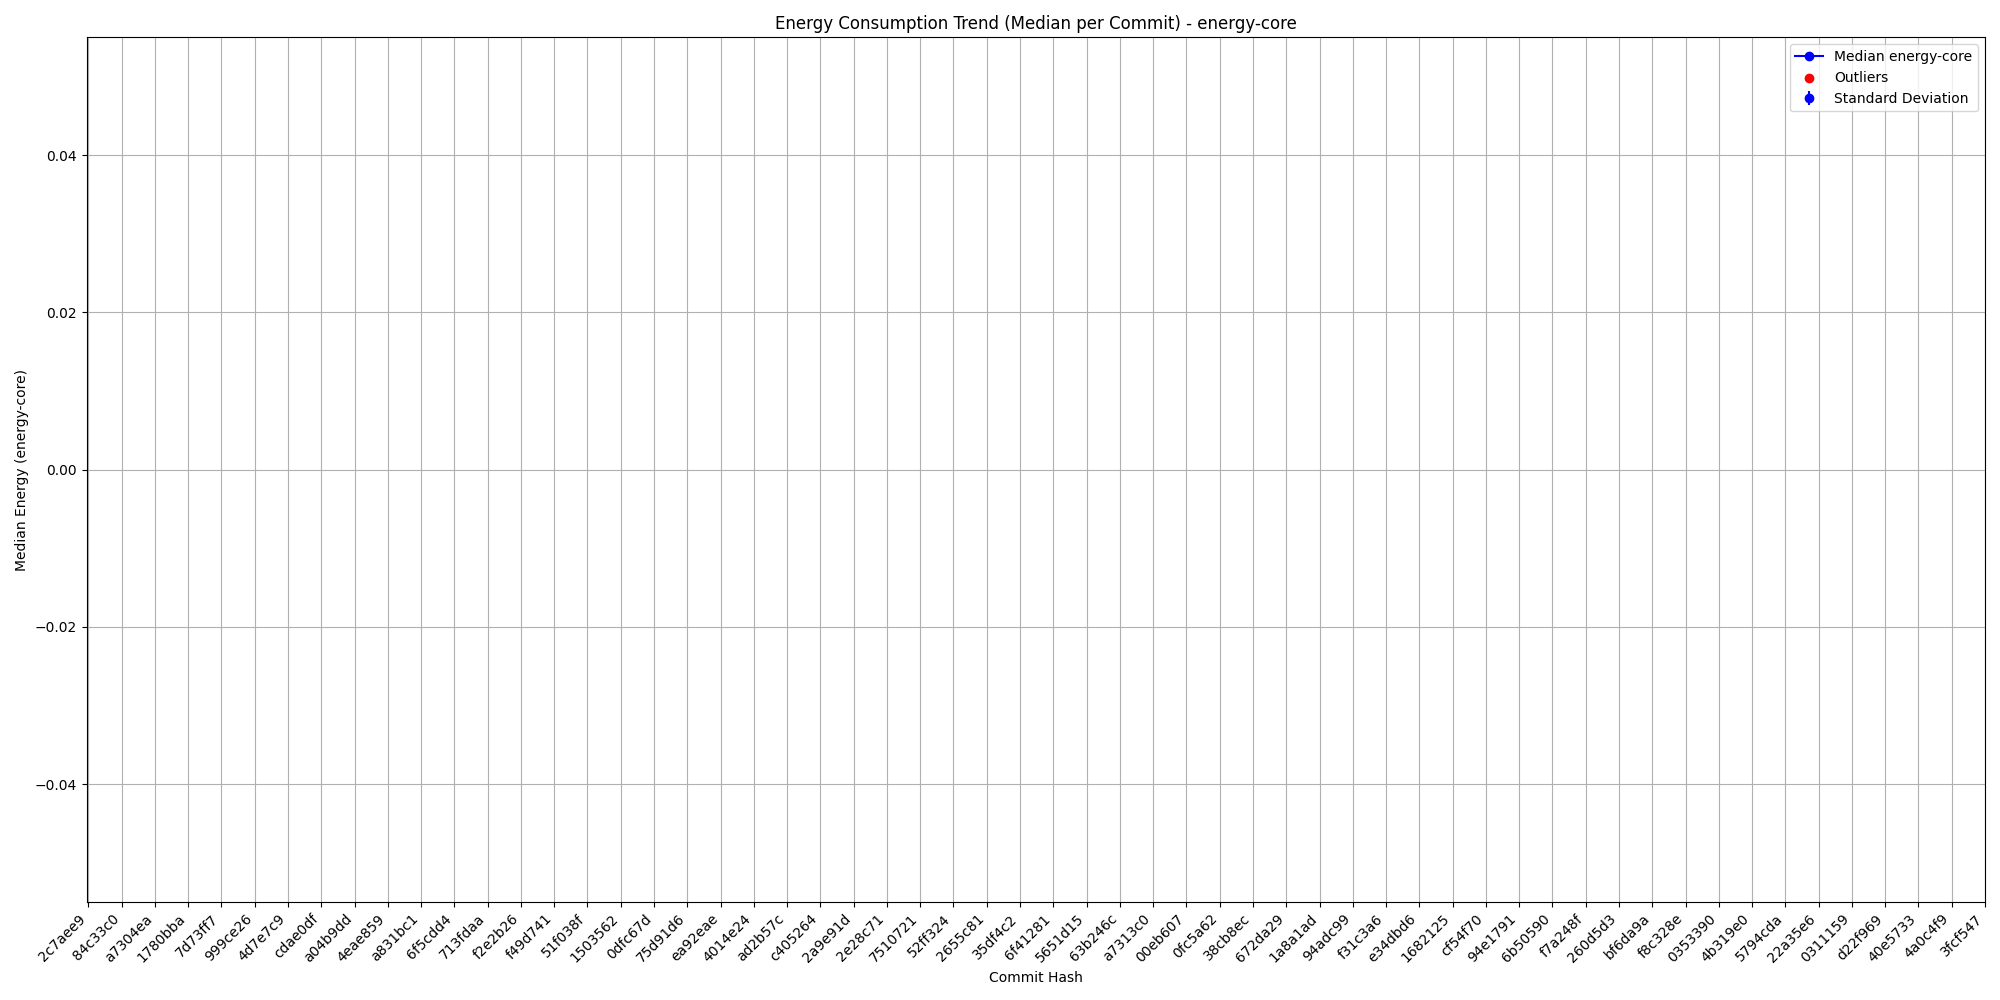 Energy Consumption Trend (Median per Commit) - energy-core
Median energy-core
Outliers
Standard Deviation
Median Energy (energy-core)
0.04
0.02
0.00
−0.02
−0.04
2c7aee9
84c33c0
a7304ea
1780bba
7d73ff7
999ce26
4d7e7c9
cdae0df
a04b9dd
4eae859
a831bc1
6f5cdd4
713fdaa
f2e2b26
f49d741
51f038f
1503562
0dfc67d
75d91d6
ea92eae
4014e24
ad2b57c
c405264
2a9e91d
2e28c71
7510721
52ff324
2655c81
35df4c2
6f41281
5651d15
63b246c
a7313c0
00eb607
0fc5a62
38cb8ec
672da29
1a8a1ad
94adc99
f31c3a6
e34dbd6
1682125
cf54f70
94e1791
6b50590
f7a248f
260d5d3
bf6da9a
f8c328e
0353390
4b319e0
5794cda
22a35e6
0311159
d22f969
40e5733
4a0c4f9
3fcf547
Commit Hash